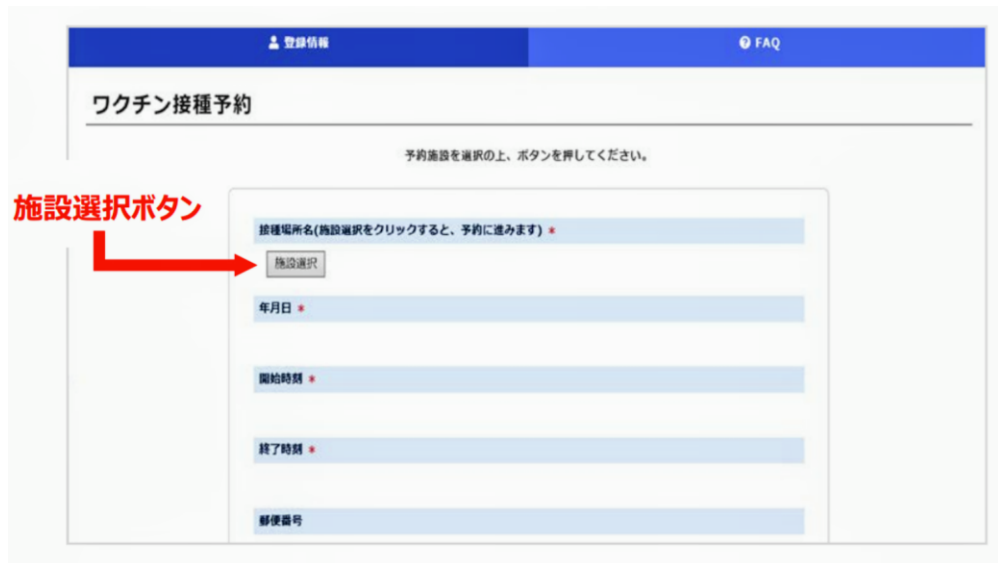 登録情報
FAQ
ワクチン接種予約
予約施設を選択の上、ボタンを押してください。
施設選択ボタン
接種場所名(施設選択をクリックすると、予約に進みます) *
施設選択
年月日 *
開始時刻 *
終了時刻 *
郵便番号